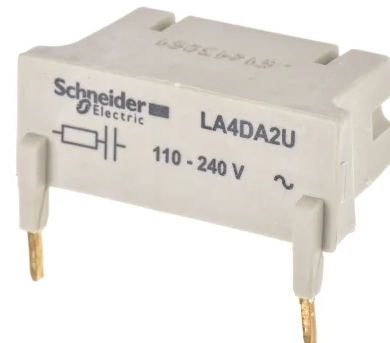 Schneider
Electric
LA4DA2U
110 - 240 V ~